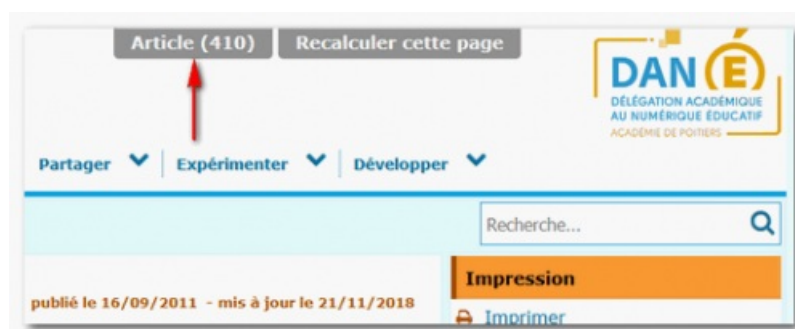 Article (410) Recalculer cette page
DAN É
DÉLÉGATION ACADÉMIQUE
AU NUMÉRIQUE ÉDUCATIF
ACADÉMIE DE POITIERS
Partager Expérimenter Développer
Recherche...
Impression
publié le 16/09/2011 - mis à jour le 21/11/2018
Imprimer